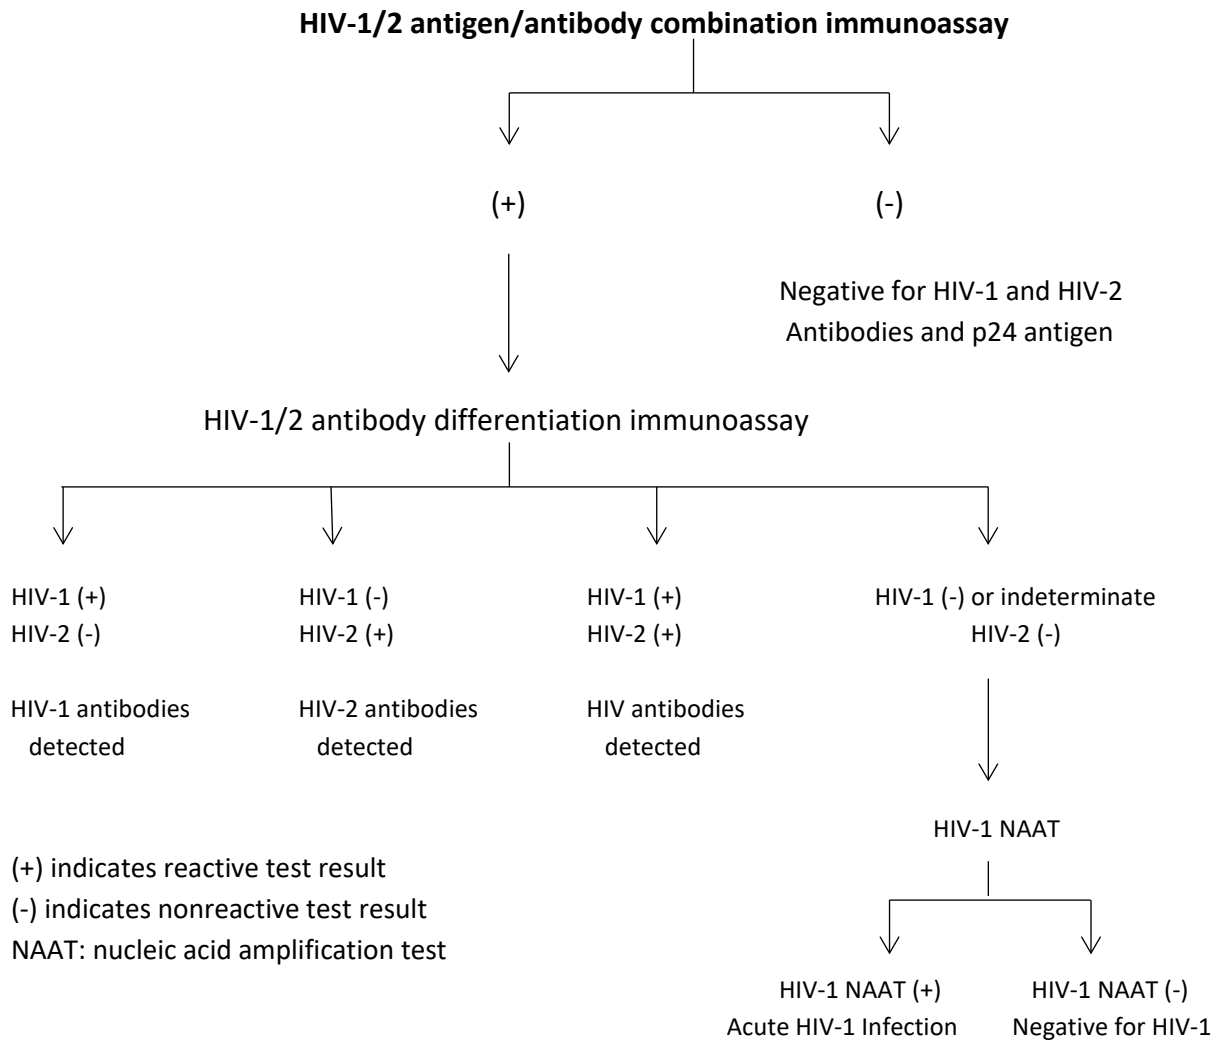 HIV-1/2 antigen/antibody combination immunoassay
(+)
(-)
Negative for HIV-1 and HIV-2
Antibodies and p24 antigen
HIV-1/2 antibody differentiation immunoassay
HIV-1 (+)
HIV-2 (-)
HIV-1 antibodies
detected
HIV-1 (-)
HIV-2 (+)
HIV-2 antibodies
detected
HIV-1 (+)
HIV-2 (+)
HIV antibodies
detected
HIV-1 (-) or indeterminate
HIV-2 (-)
HIV-1 NAAT
HIV-1 NAAT (+)
Acute HIV-1 Infection
HIV-1 NAAT (-)
Negative for HIV-1
(+) indicates reactive test result
(-) indicates nonreactive test result
NAAT: nucleic acid amplification test